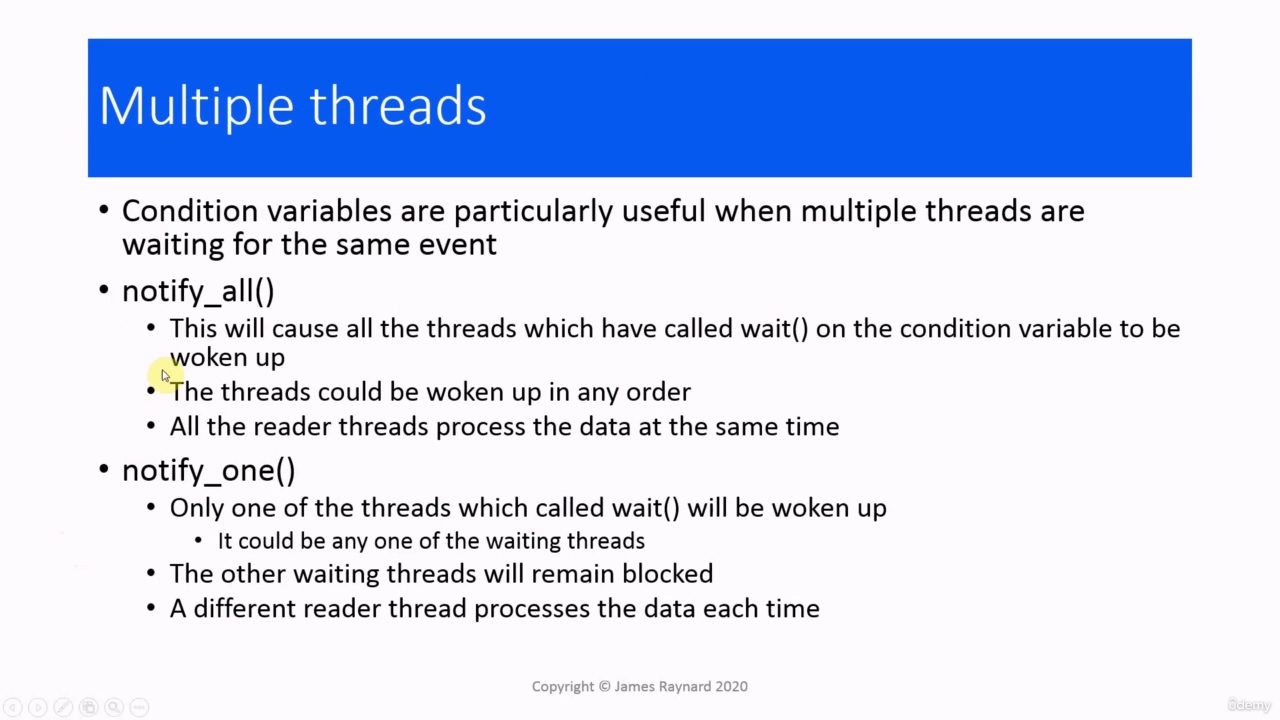 Multiple threads
• Condition variables are particularly useful when multiple threads are
waiting for the same event
• notify_all()
• This will cause all the threads which have called wait() on the condition variable to be
woken up
• The threads could be woken up in any order
• All the reader threads process the data at the same time
• notify_one()
• Only one of the threads which called wait() will be woken up
• It could be any one of the waiting threads
• The other waiting threads will remain blocked
• A different reader thread processes the data each time
Copyright © James Raynard 2020
ûdemy